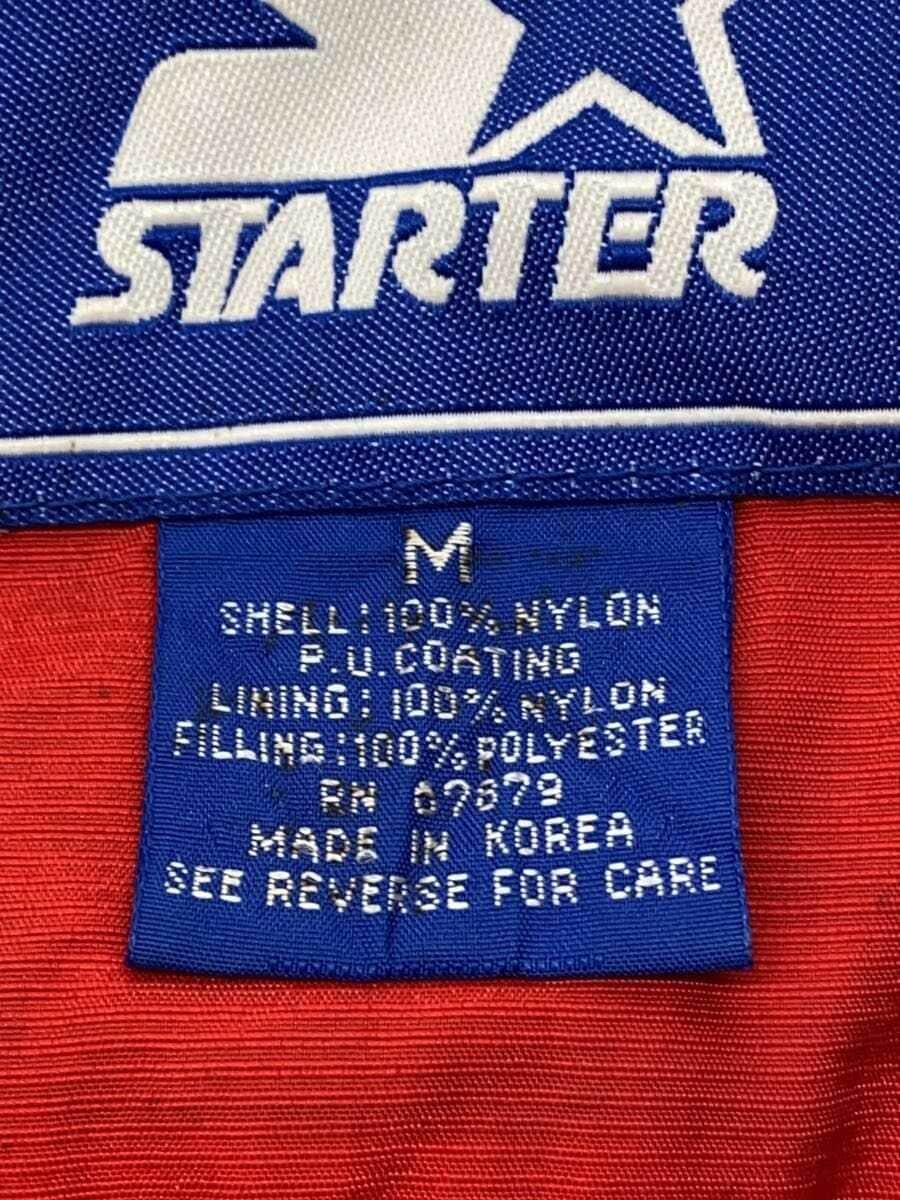 STARTER
M
SHELL:100% NYLON
P.U.COATING
LINING: 100% NYLON
FILLING:100% POLYESTER
RN 67679
MADE IN KOREA
SEE REVERSE FOR CARE